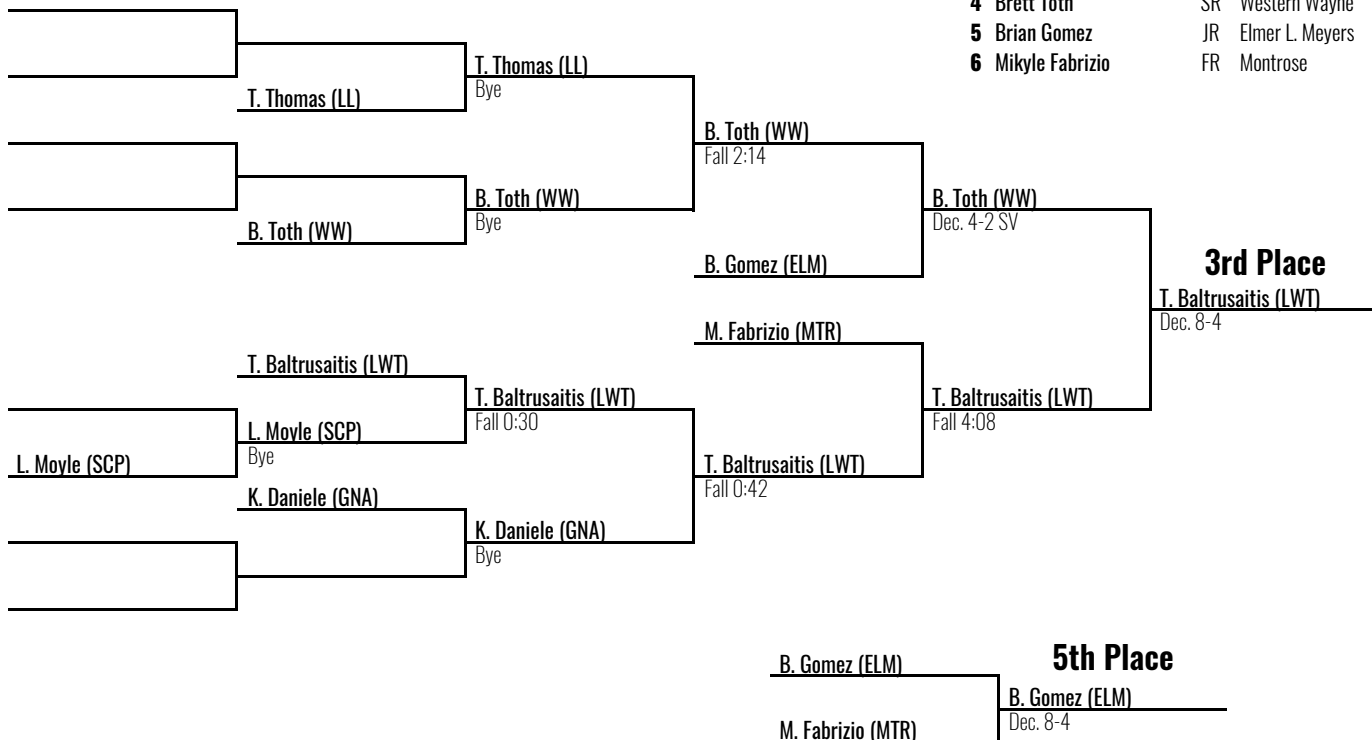 4 Brett Toth SR Western Wayne
5 Brian Gomez JR Elmer L. Meyers
6 Mikyle Fabrizio FR Montrose
T. Thomas (LL)
Bye
T. Thomas (LL)
B. Toth (WW)
Fall 2:14
B. Toth (WW)
Bye
B. Toth (WW)
B. Toth (WW)
Dec. 4-2 SV
B. Gomez (ELM)
3rd Place
T. Baltrusaitis (LWT)
Dec. 8-4
M. Fabrizio (MTR)
T. Baltrusaitis (LWT)
T. Baltrusaitis (LWT)
Fall 0:30
T. Baltrusaitis (LWT)
Fall 4:08
L. Moyle (SCP)
Bye
L. Moyle (SCP)
T. Baltrusaitis (LWT)
Fall 0:42
K. Daniele (GNA)
K. Daniele (GNA)
Bye
5th Place
B. Gomez (ELM)
B. Gomez (ELM)
Dec. 8-4
M. Fabrizio (MTR)